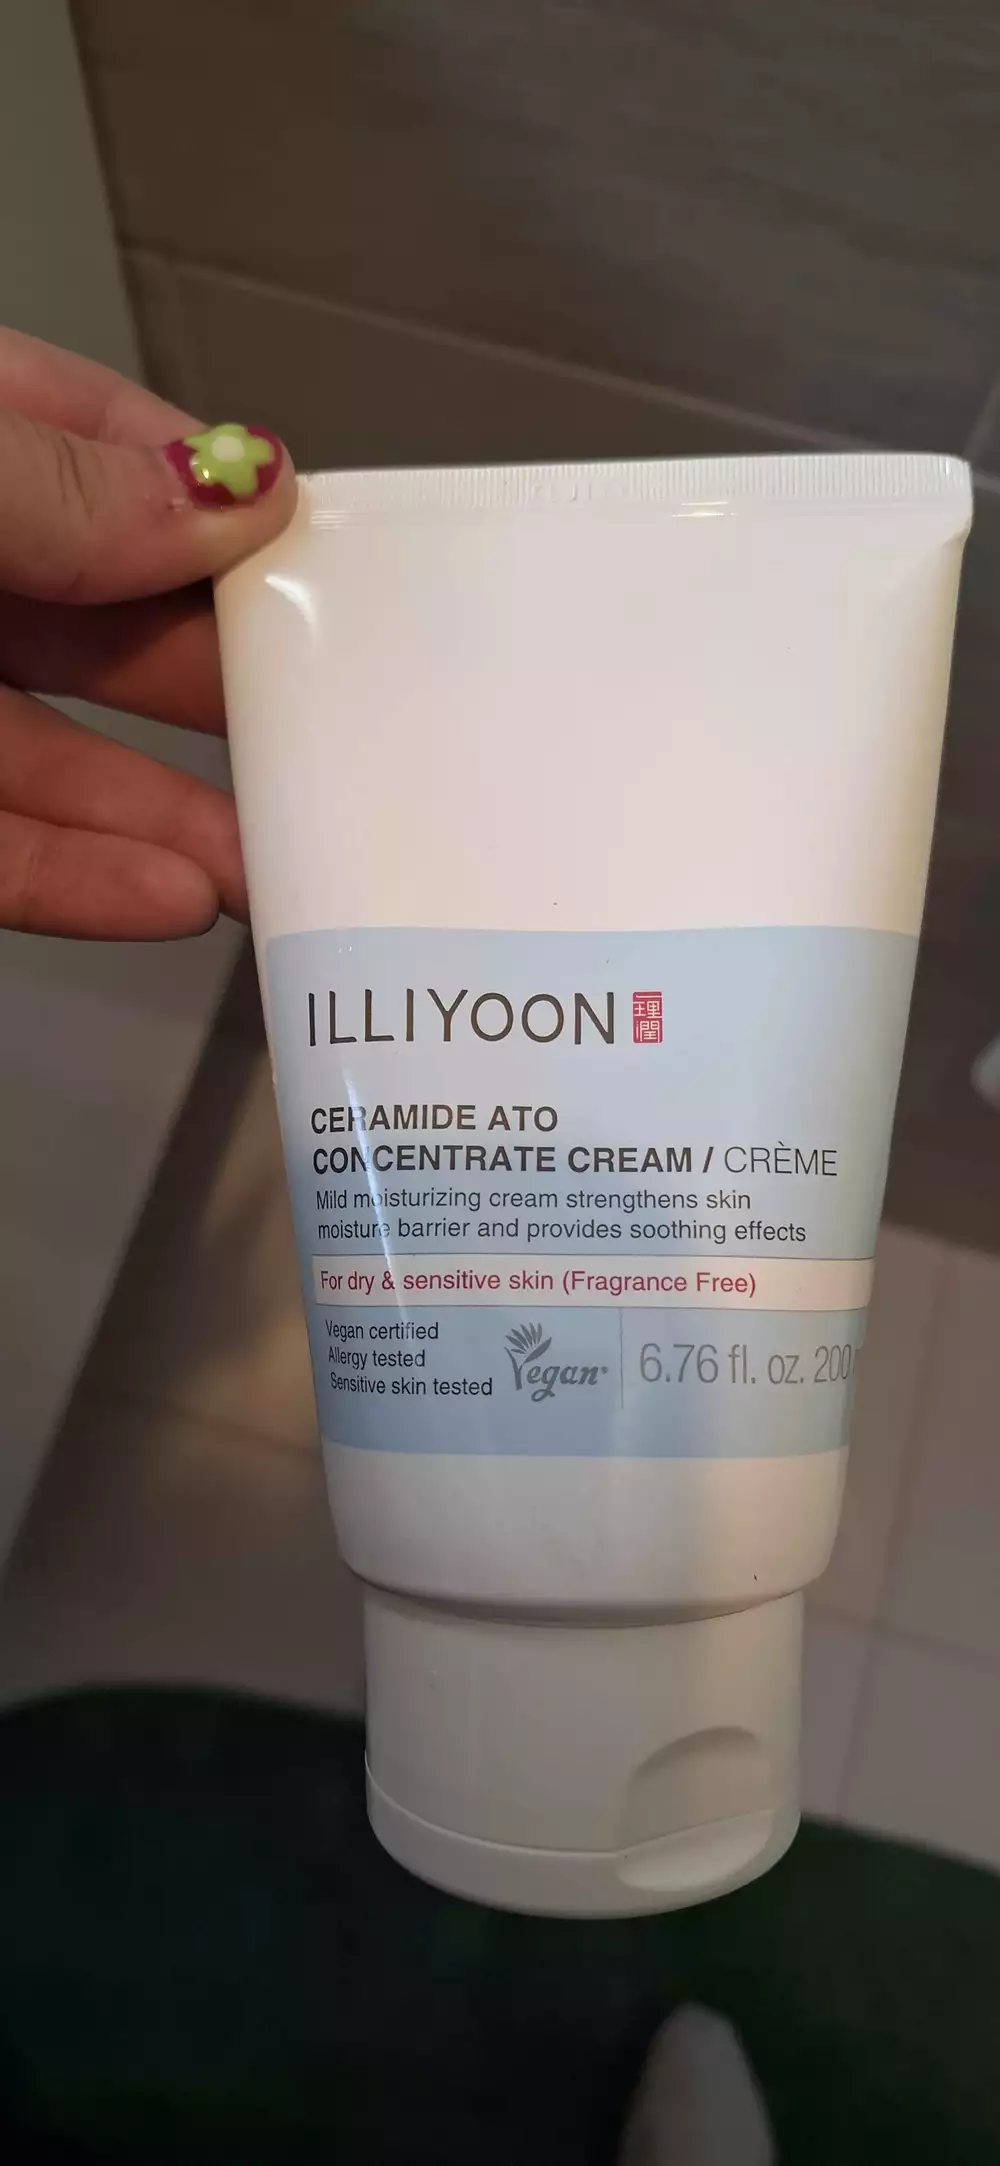 ILLIYOON
CERAMIDE ATO
CONCENTRATE CREAM / CRÈME
Mild moisturizing cream strengthens skin
moisture barrier and provides soothing effects
For dry & sensitive skin (Fragrance Free)
Vegan certified
Allergy tested
Sensitive skin tested
Vegan
6.76 fl. oz. 200